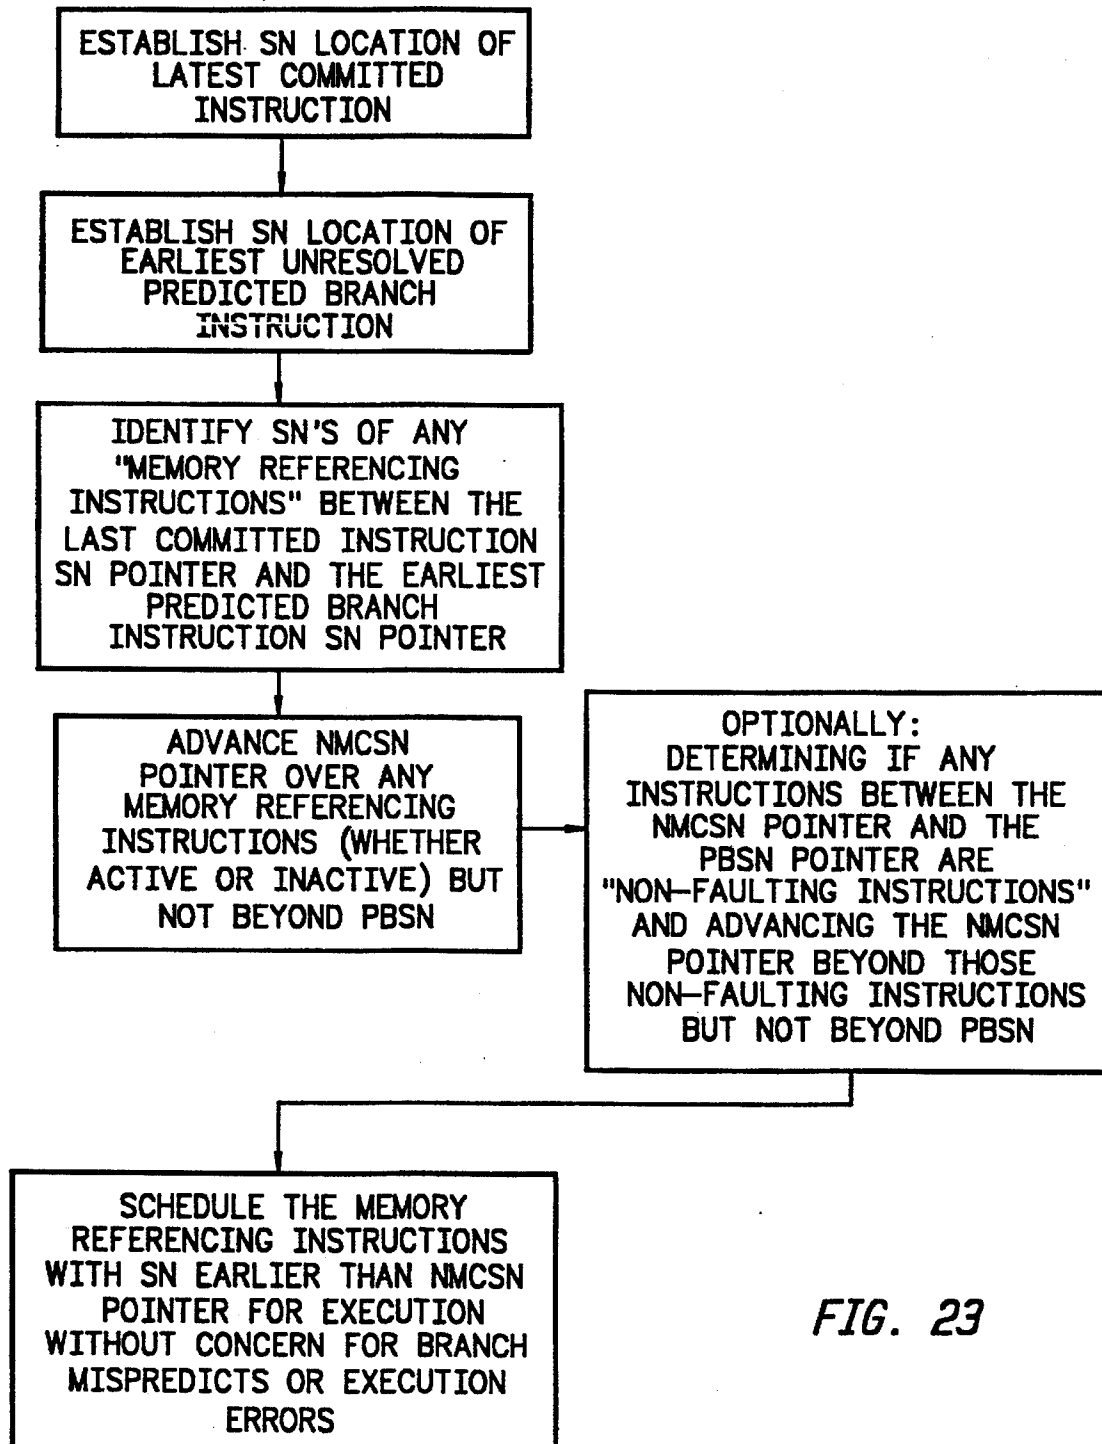 ESTABLISH SN LOCATION OF
LATEST COMMITTED
INSTRUCTION
ESTABLISH SN LOCATION OF
EARLIEST UNRESOLVED
PREDICTED BRANCH
INSTRUCTION
IDENTIFY SN'S OF ANY
"MEMORY REFERENCING
INSTRUCTIONS" BETWEEN THE
LAST COMMITTED INSTRUCTION
SN POINTER AND THE EARLIEST
PREDICTED BRANCH
INSTRUCTION SN POINTER
ADVANCE NMCSN
POINTER OVER ANY
MEMORY REFERENCING
INSTRUCTIONS (WHETHER
ACTIVE OR INACTIVE) BUT
NOT BEYOND PBSN
OPTIONALLY:
DETERMINING IF ANY
INSTRUCTIONS BETWEEN THE
NMCSN POINTER AND THE
PBSN POINTER ARE
"NON-FAULTING INSTRUCTIONS"
AND ADVANCING THE NMCSN
POINTER BEYOND THOSE
NON-FAULTING INSTRUCTIONS
BUT NOT BEYOND PBSN
SCHEDULE THE MEMORY
REFERENCING INSTRUCTIONS
WITH SN EARLIER THAN NMCSN
POINTER FOR EXECUTION
WITHOUT CONCERN FOR BRANCH
MISPREDICTS OR EXECUTION
ERRORS
FIG. 23